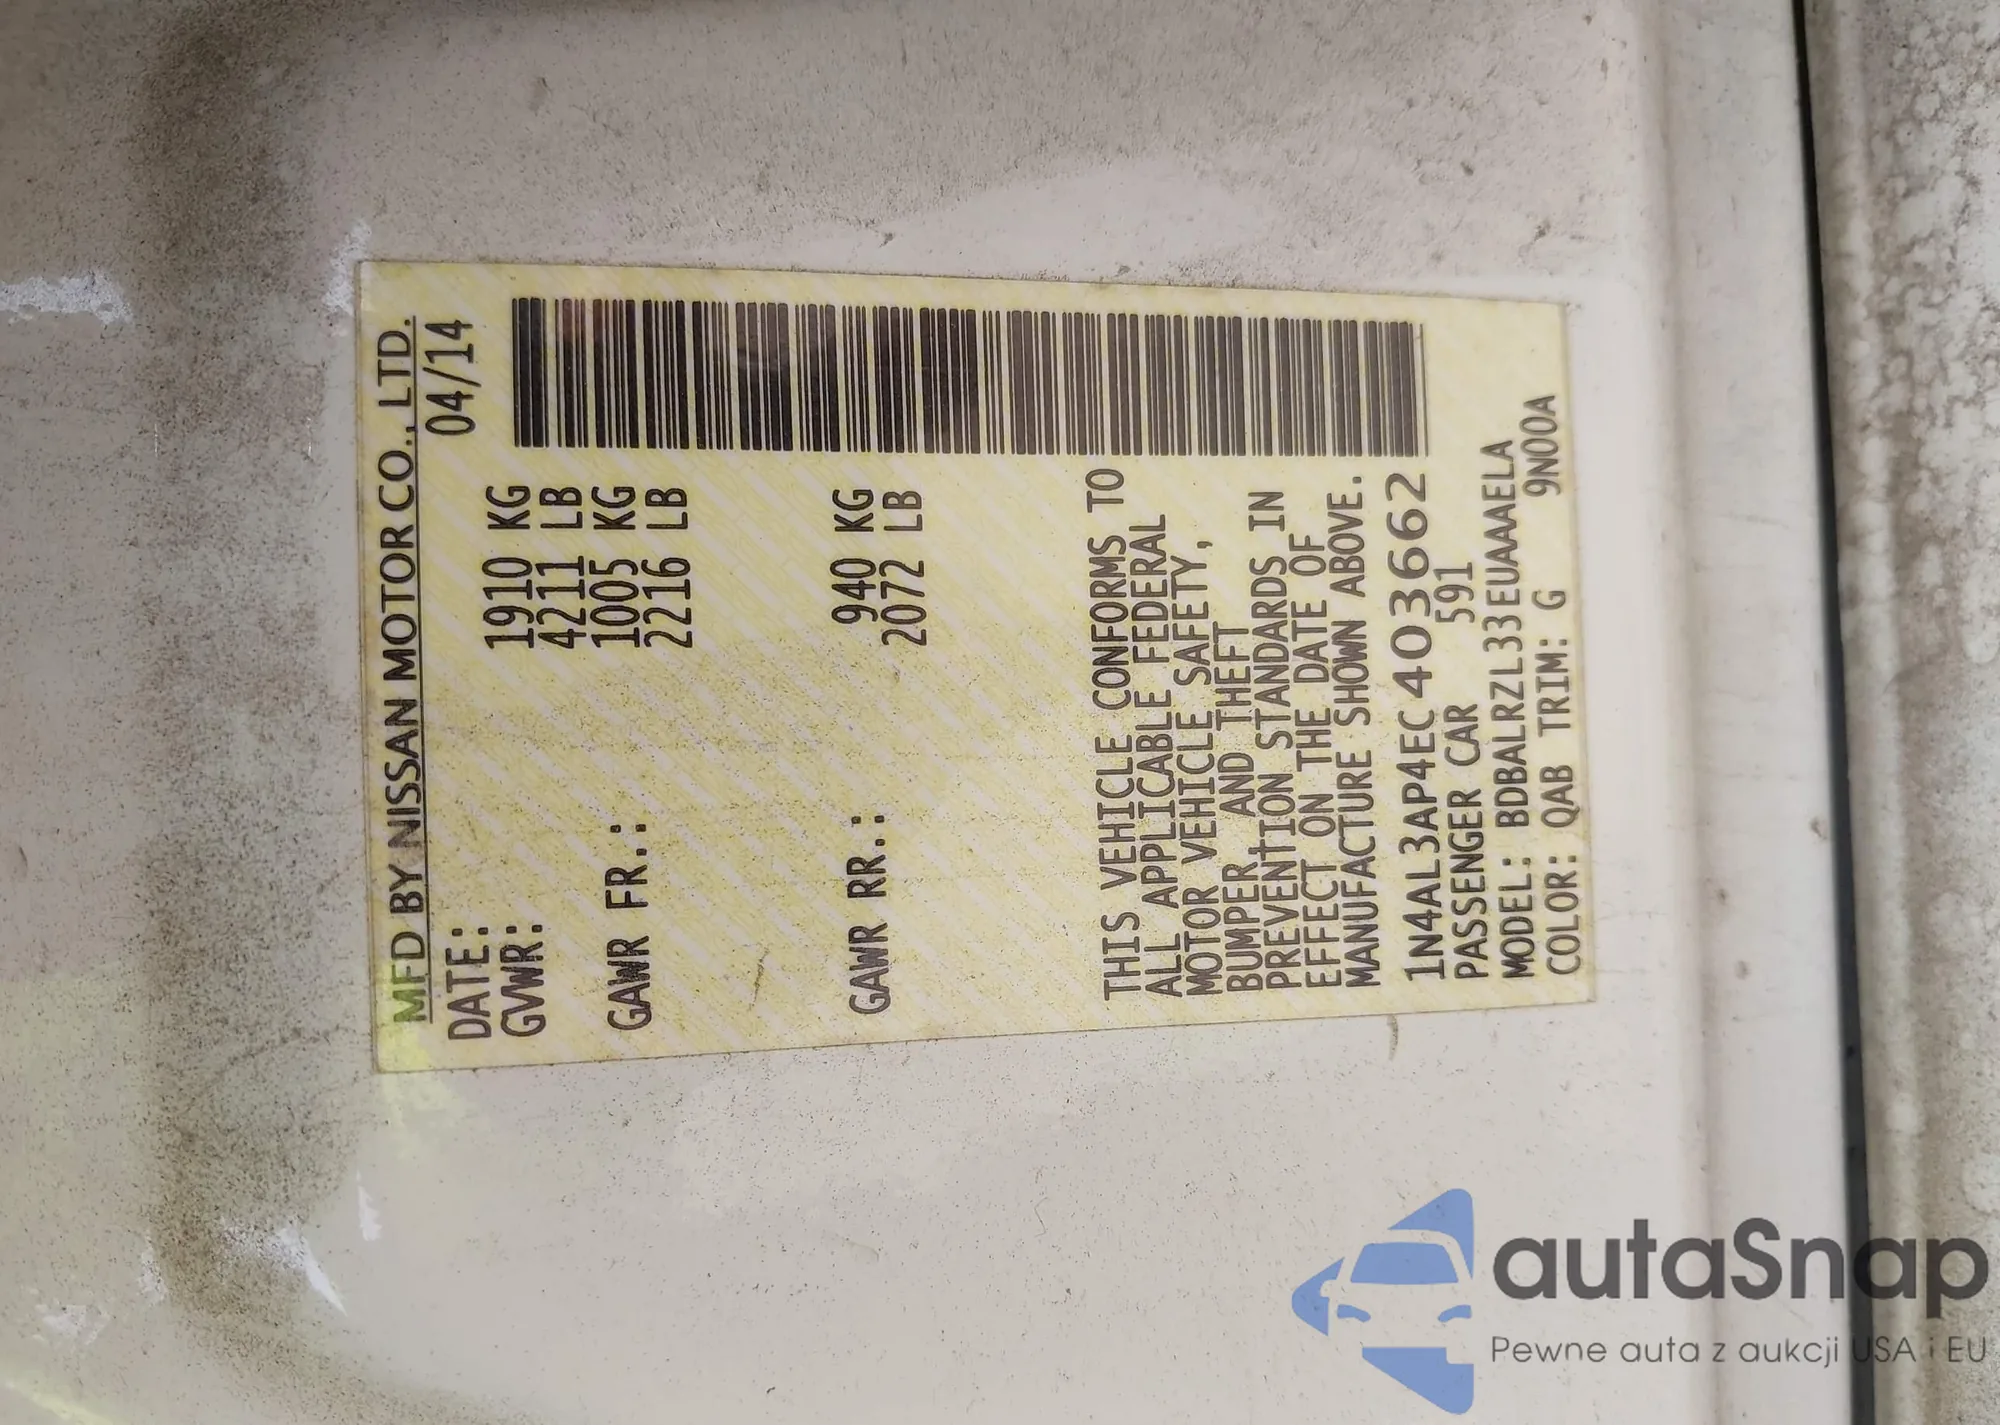 MFD BY NISSAN MOTOR CO., LTD.
DATE: 04/14
GVWR: 1910 KG
4211 LB
GAWR FR.: 1005 KG
2216 LB
GAWR RR.: 940 KG
2072 LB
THIS VEHICLE CONFORMS TO
ALL APPLICABLE FEDERAL
MOTOR VEHICLE SAFETY,
BUMPER, AND THEFT
PREVENTION STANDARDS IN
EFFECT ON THE DATE OF
MANUFACTURE SHOWN ABOVE.
1N4AL3AP4EC403662
PASSENGER CAR 591
MODEL: BDBALRZL33EUAAAELA
COLOR: QAB TRIM: G 9N00A
autaSnap
Pewne auta z aukcji USA i EU